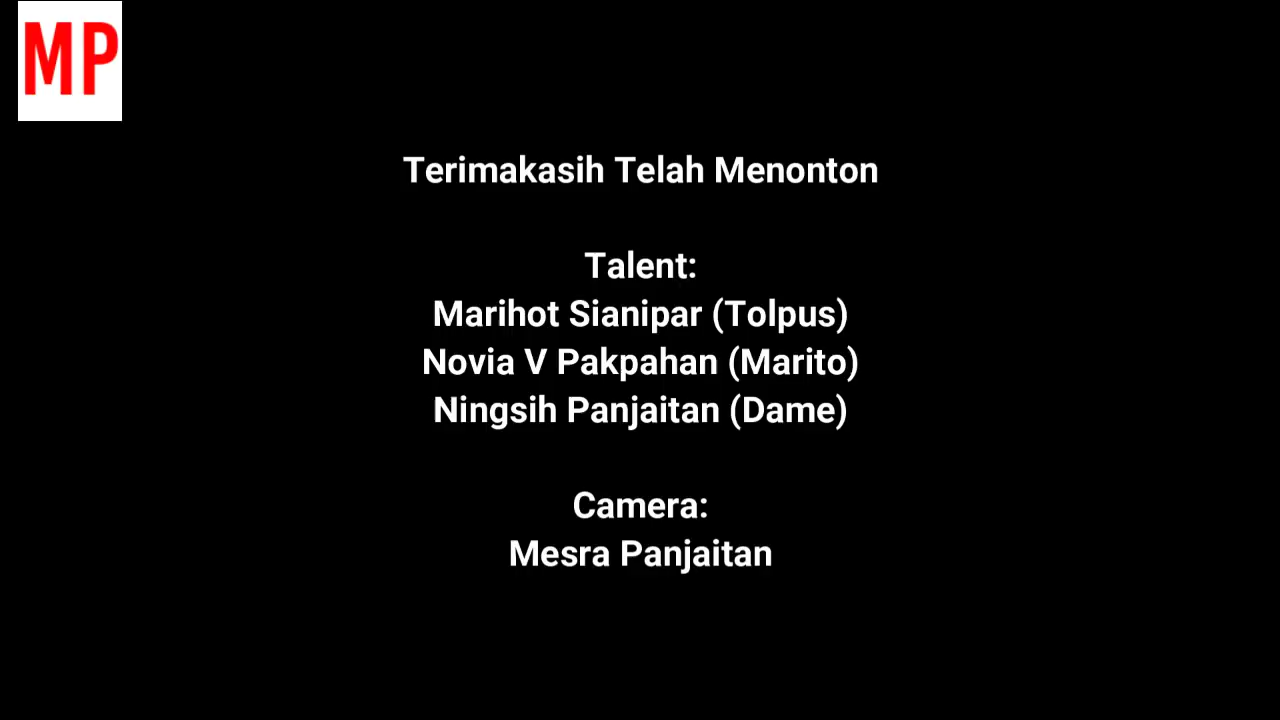 MP
Terimakasih Telah Menonton
Talent:
Marihot Sianipar (Tolpus)
Novia V Pakpahan (Marito)
Ningsih Panjaitan (Dame)
Camera:
Mesra Panjaitan